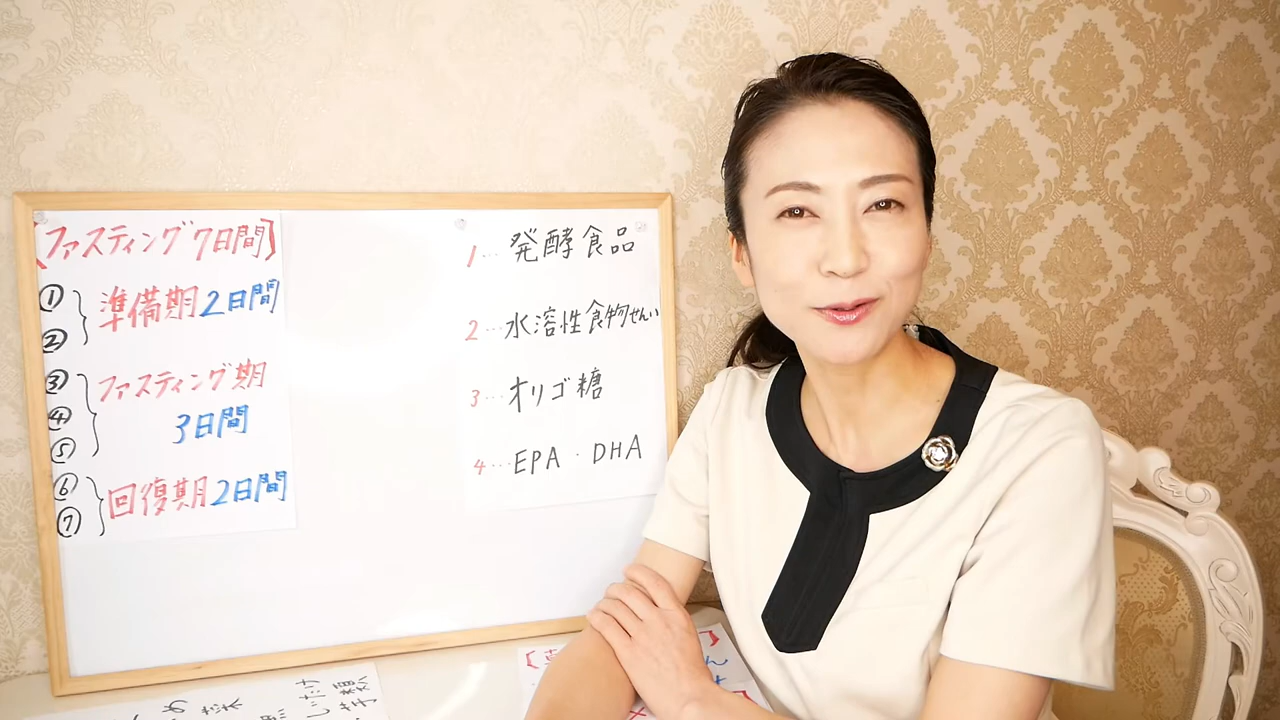 【ファスティング7日間】
①
② 準備期2日間
③
④ ファスティング期
⑤ 3日間
⑥
⑦ 回復期2日間
1… 発酵食品
2… 水溶性食物せんい
3… オリゴ糖
4… EPA・DHA